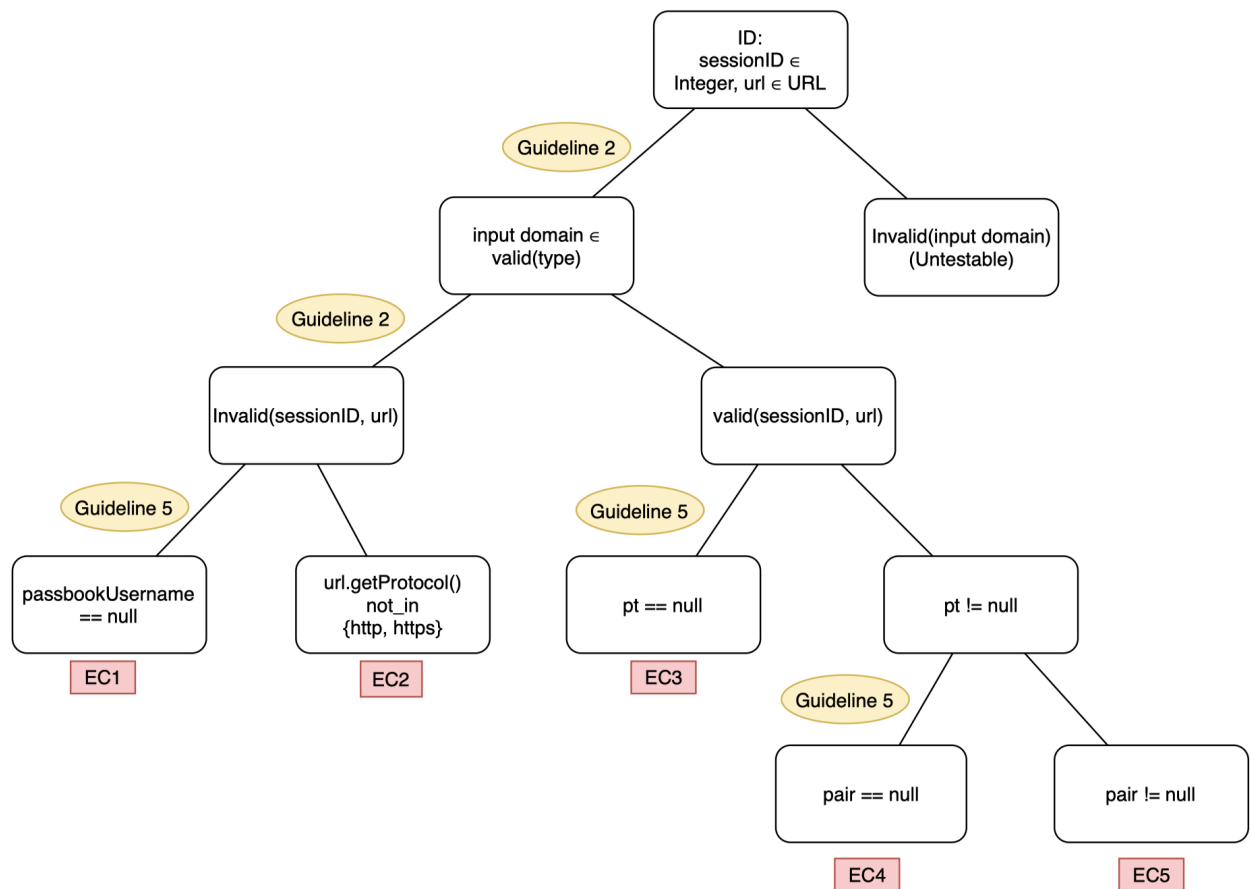 ID:
sessionID ∈
Integer, url ∈ URL
Guideline 2
input domain ∈
valid(type)
Invalid(input domain)
(Untestable)
Guideline 2
Invalid(sessionID, url)
valid(sessionID, url)
Guideline 5
Guideline 5
passbookUsername
== null
url.getProtocol()
not_in
{http, https}
pt == null
pt != null
EC1
EC2
EC3
Guideline 5
pair == null
pair != null
EC4
EC5